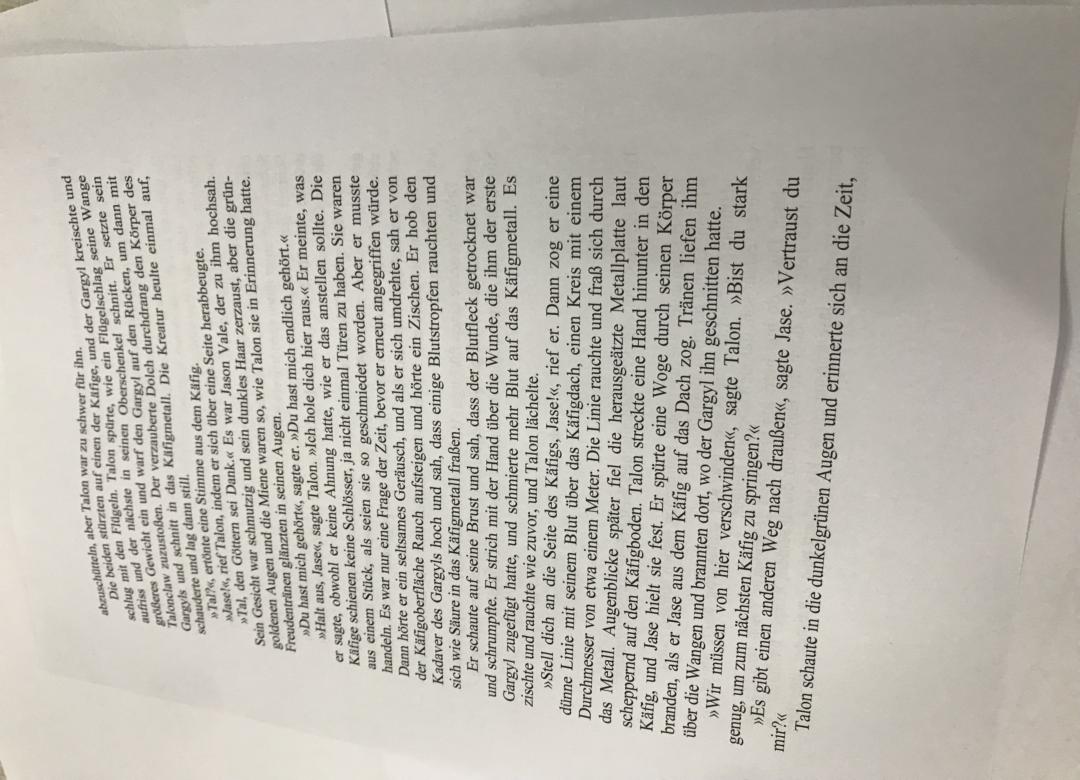 abzuschütteln, aber Talon war zu schwer für ihn.
Die beiden stürzten auf einen der Käfige, und der Gargyl kreischte und
schlug mit den Flügeln. Talon spürte, wie ein Flügelschlag seine Wange
aufriss und der nächste in seinen Oberschenkel schnitt. Er setzte sein
größeres Gewicht ein und warf den Gargyl auf den Rücken, um dann mit
Talonclaw zuzustoßen. Der verzauberte Dolch durchdrang den Körper des
Gargyls und schnitt in das Käfigmetall. Die Kreatur heulte einmal auf,
schauderte und lag dann still.
»Tal?«, ertönte eine Stimme aus dem Käfig.
»Jase!«, rief Talon, indem er sich über eine Seite herabbeugte.
»Tal, den Göttern sei Dank.« Es war Jason Vale, der zu ihm hochsah.
Sein Gesicht war schmutzig und sein dunkles Haar zerzaust, aber die grün-
goldenen Augen und die Miene waren so, wie Talon sie in Erinnerung hatte.
Freudentränen glänzten in seinen Augen.
»Du hast mich gehört«, sagte er. »Du hast mich endlich gehört.«
»Halt aus, Jase«, sagte Talon. »Ich hole dich hier raus.« Er meinte, was
er sagte, obwohl er keine Ahnung hatte, wie er das anstellen sollte. Die
Käfige schienen keine Schlösser, ja nicht einmal Türen zu haben. Sie waren
aus einem Stück, als seien sie so geschmiedet worden. Aber er musste
handeln. Es war nur eine Frage der Zeit, bevor er erneut angegriffen würde.
Dann hörte er ein seltsames Geräusch, und als er sich umdrehte, sah er von
der Käfigoberfläche Rauch aufsteigen und hörte ein Zischen. Er hob den
Kadaver des Gargyls hoch und sah, dass einige Blutstropfen rauchten und
sich wie Säure in das Käfigmetall fraßen.
Er schaute auf seine Brust und sah, dass der Blutfleck getrocknet war
und schrumpfte. Er strich mit der Hand über die Wunde, die ihm der erste
Gargyl zugefügt hatte, und schmierte mehr Blut auf das Käfigmetall. Es
zischte und rauchte wie zuvor, und Talon lächelte.
»Stell dich an die Seite des Käfigs, Jase!«, rief er. Dann zog er eine
dünne Linie mit seinem Blut über das Käfigdach, einen Kreis mit einem
Durchmesser von etwa einem Meter. Die Linie rauchte und fraß sich durch
das Metall. Augenblicke später fiel die herausgeätzte Metallplatte laut
scheppernd auf den Käfigboden. Talon streckte eine Hand hinunter in den
Käfig, und Jase hielt sie fest. Er spürte eine Woge durch seinen Körper
branden, als er Jase aus dem Käfig auf das Dach zog. Tränen liefen ihm
über die Wangen und brannten dort, wo der Gargyl ihn geschnitten hatte.
»Wir müssen von hier verschwinden«, sagte Talon. »Bist du stark
genug, um zum nächsten Käfig zu springen?«
»Es gibt einen anderen Weg nach draußen«, sagte Jase. »Vertraust du
mir?«
Talon schaute in die dunkelgrünen Augen und erinnerte sich an die Zeit,